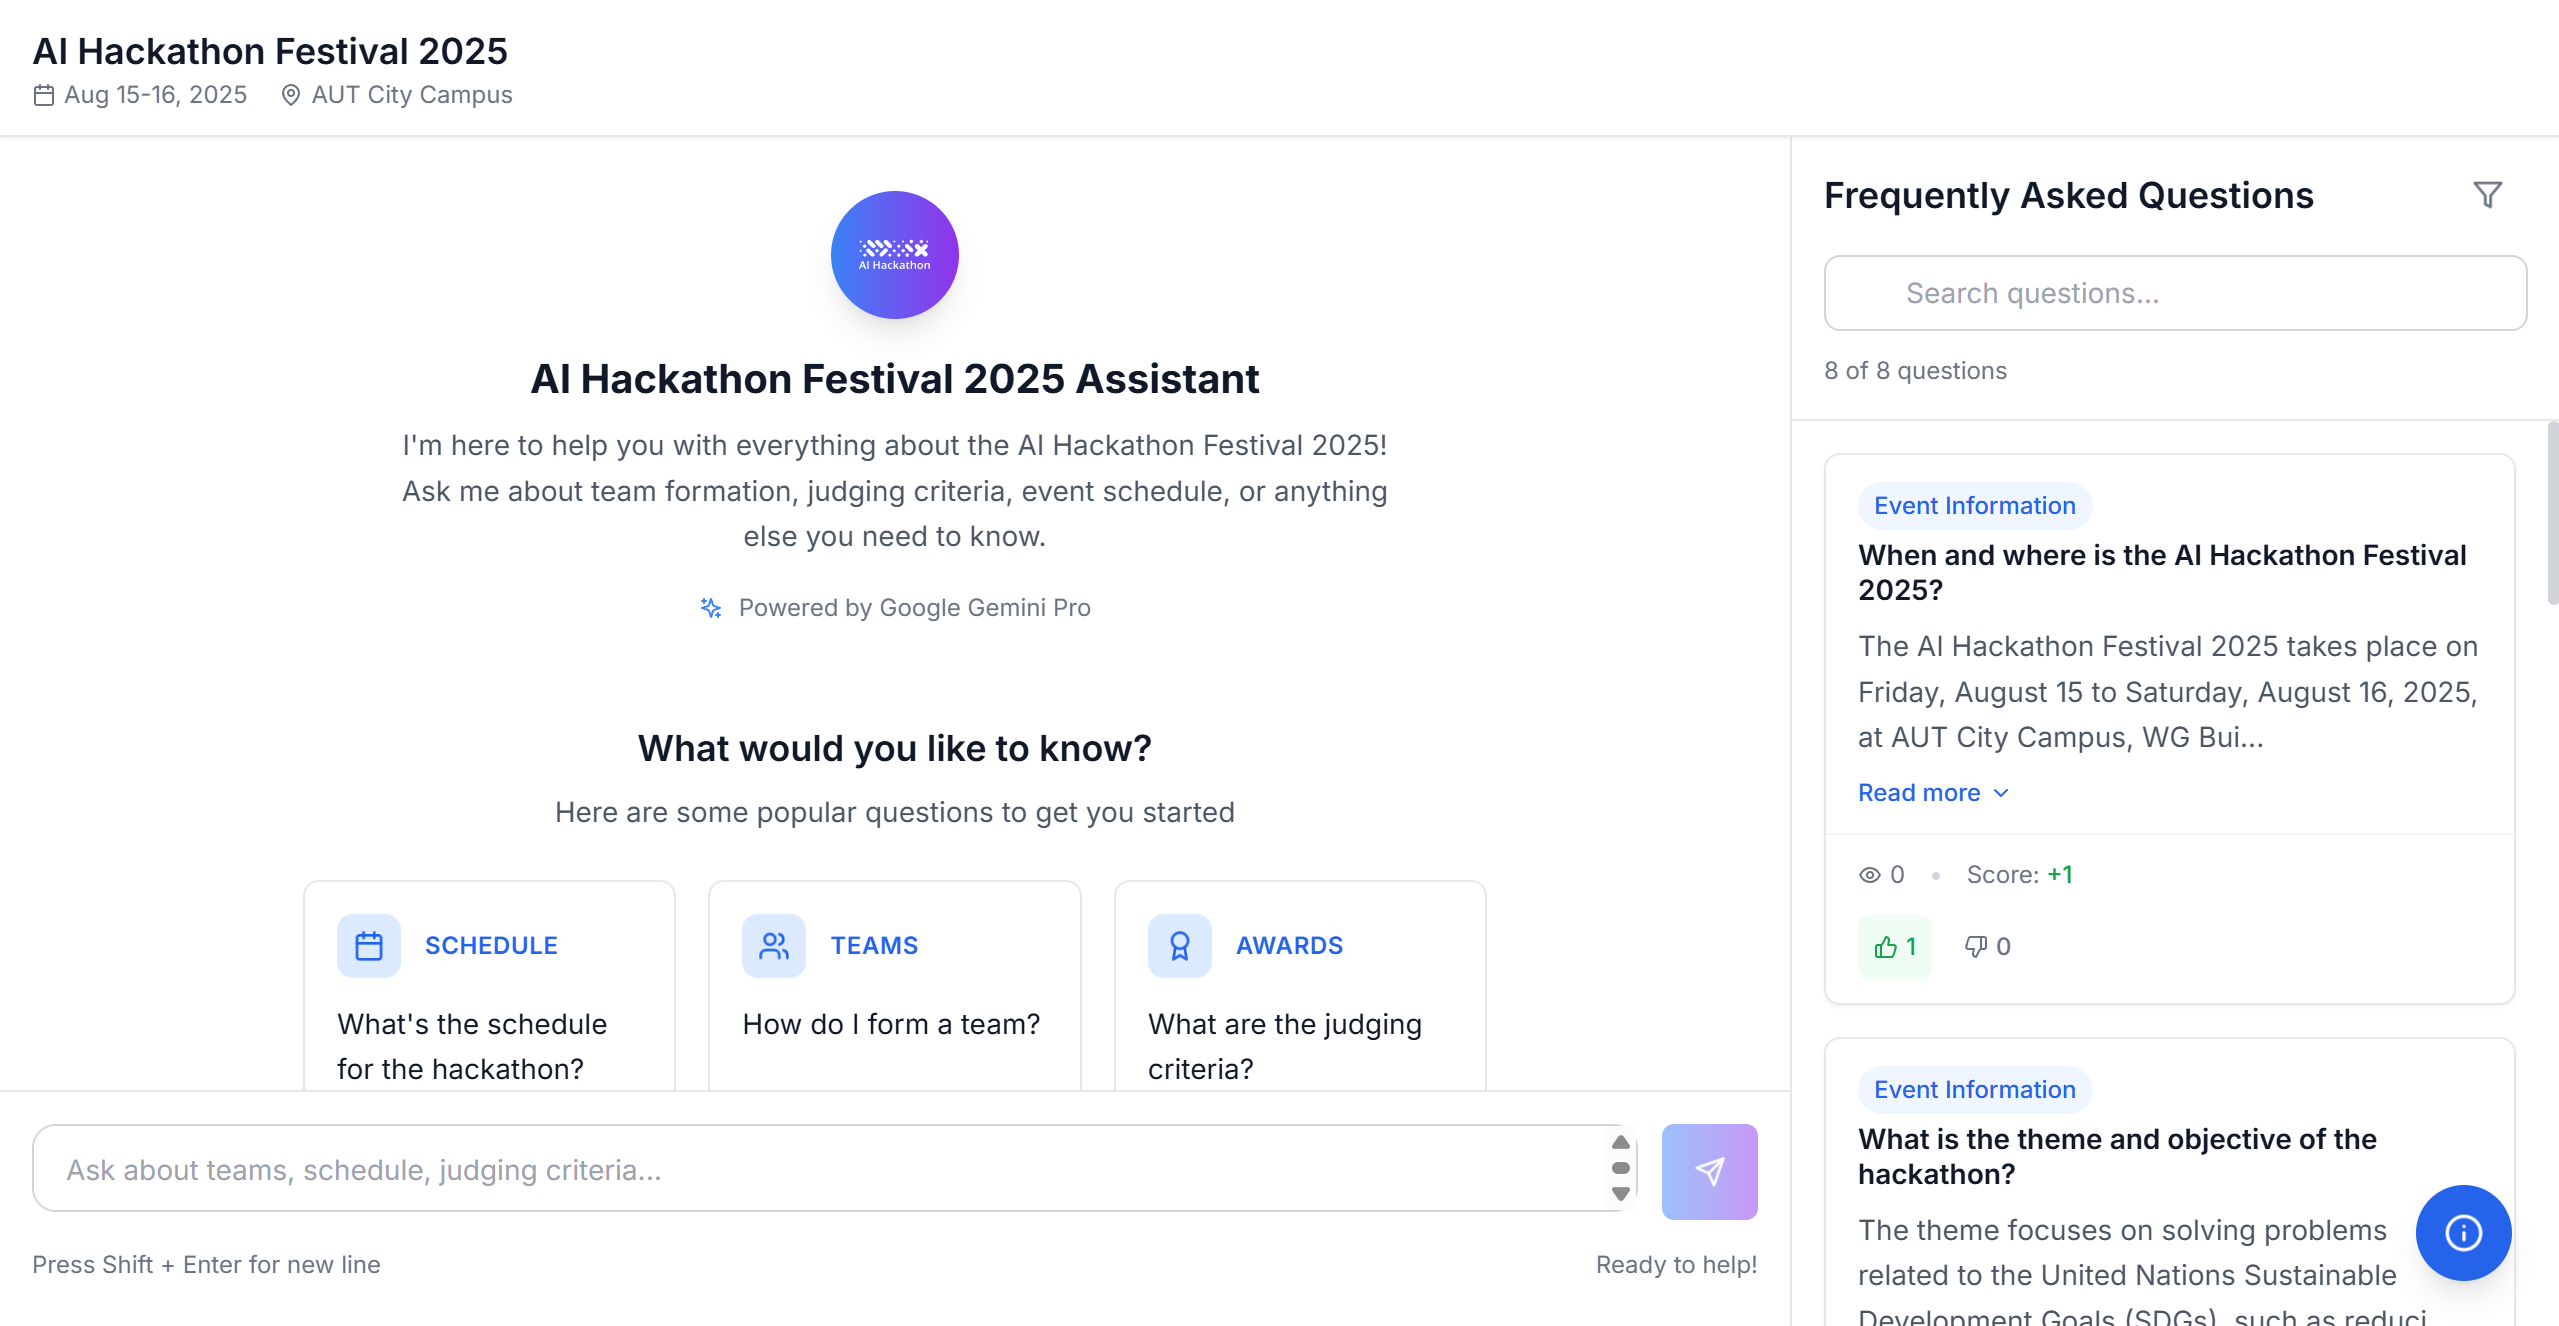 AI Hackathon Festival 2025
Aug 15-16, 2025 AUT City Campus
AI Hackathon
AI Hackathon Festival 2025 Assistant
I'm here to help you with everything about the AI Hackathon Festival 2025!
Ask me about team formation, judging criteria, event schedule, or anything
else you need to know.
Powered by Google Gemini Pro
What would you like to know?
Here are some popular questions to get you started
SCHEDULE
What's the schedule
for the hackathon?
TEAMS
How do I form a team?
AWARDS
What are the judging
criteria?
Ask about teams, schedule, judging criteria...
Press Shift + Enter for new line
Ready to help!
Frequently Asked Questions
Search questions...
8 of 8 questions
Event Information
When and where is the AI Hackathon Festival
2025?
The AI Hackathon Festival 2025 takes place on
Friday, August 15 to Saturday, August 16, 2025,
at AUT City Campus, WG Bui...
Read more
0 • Score: +1
1 0
Event Information
What is the theme and objective of the
hackathon?
The theme focuses on solving problems
related to the United Nations Sustainable
Development Goals (SDGs), such as reduci